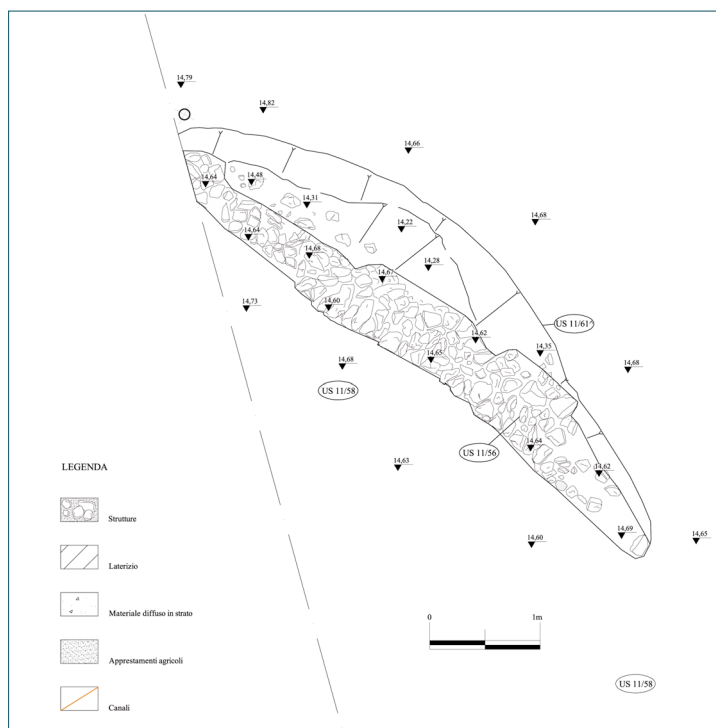 14,79
14,82
14,66
14,64
14,48
14,31
14,22
14,68
14,64
14,68
14,28
14,67
14,73
14,60
14,62
US 11/61
14,35
14,68
14,65
14,68
US 11/58
14,64
US 11/56
14,63
14,62
14,69
14,60
14,65
LEGENDA
Strutture
Laterizio
Materiale diffuso in strato
Apprestamenti agricoli
Canali
0 1m
US 11/58